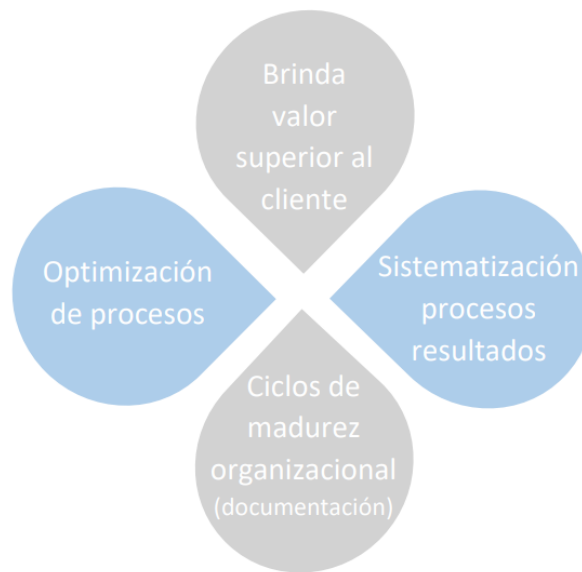 Brinda
valor
superior al
cliente
Optimización
de procesos
Sistematización
procesos
resultados
Ciclos de
madurez
organizacional
(documentación)